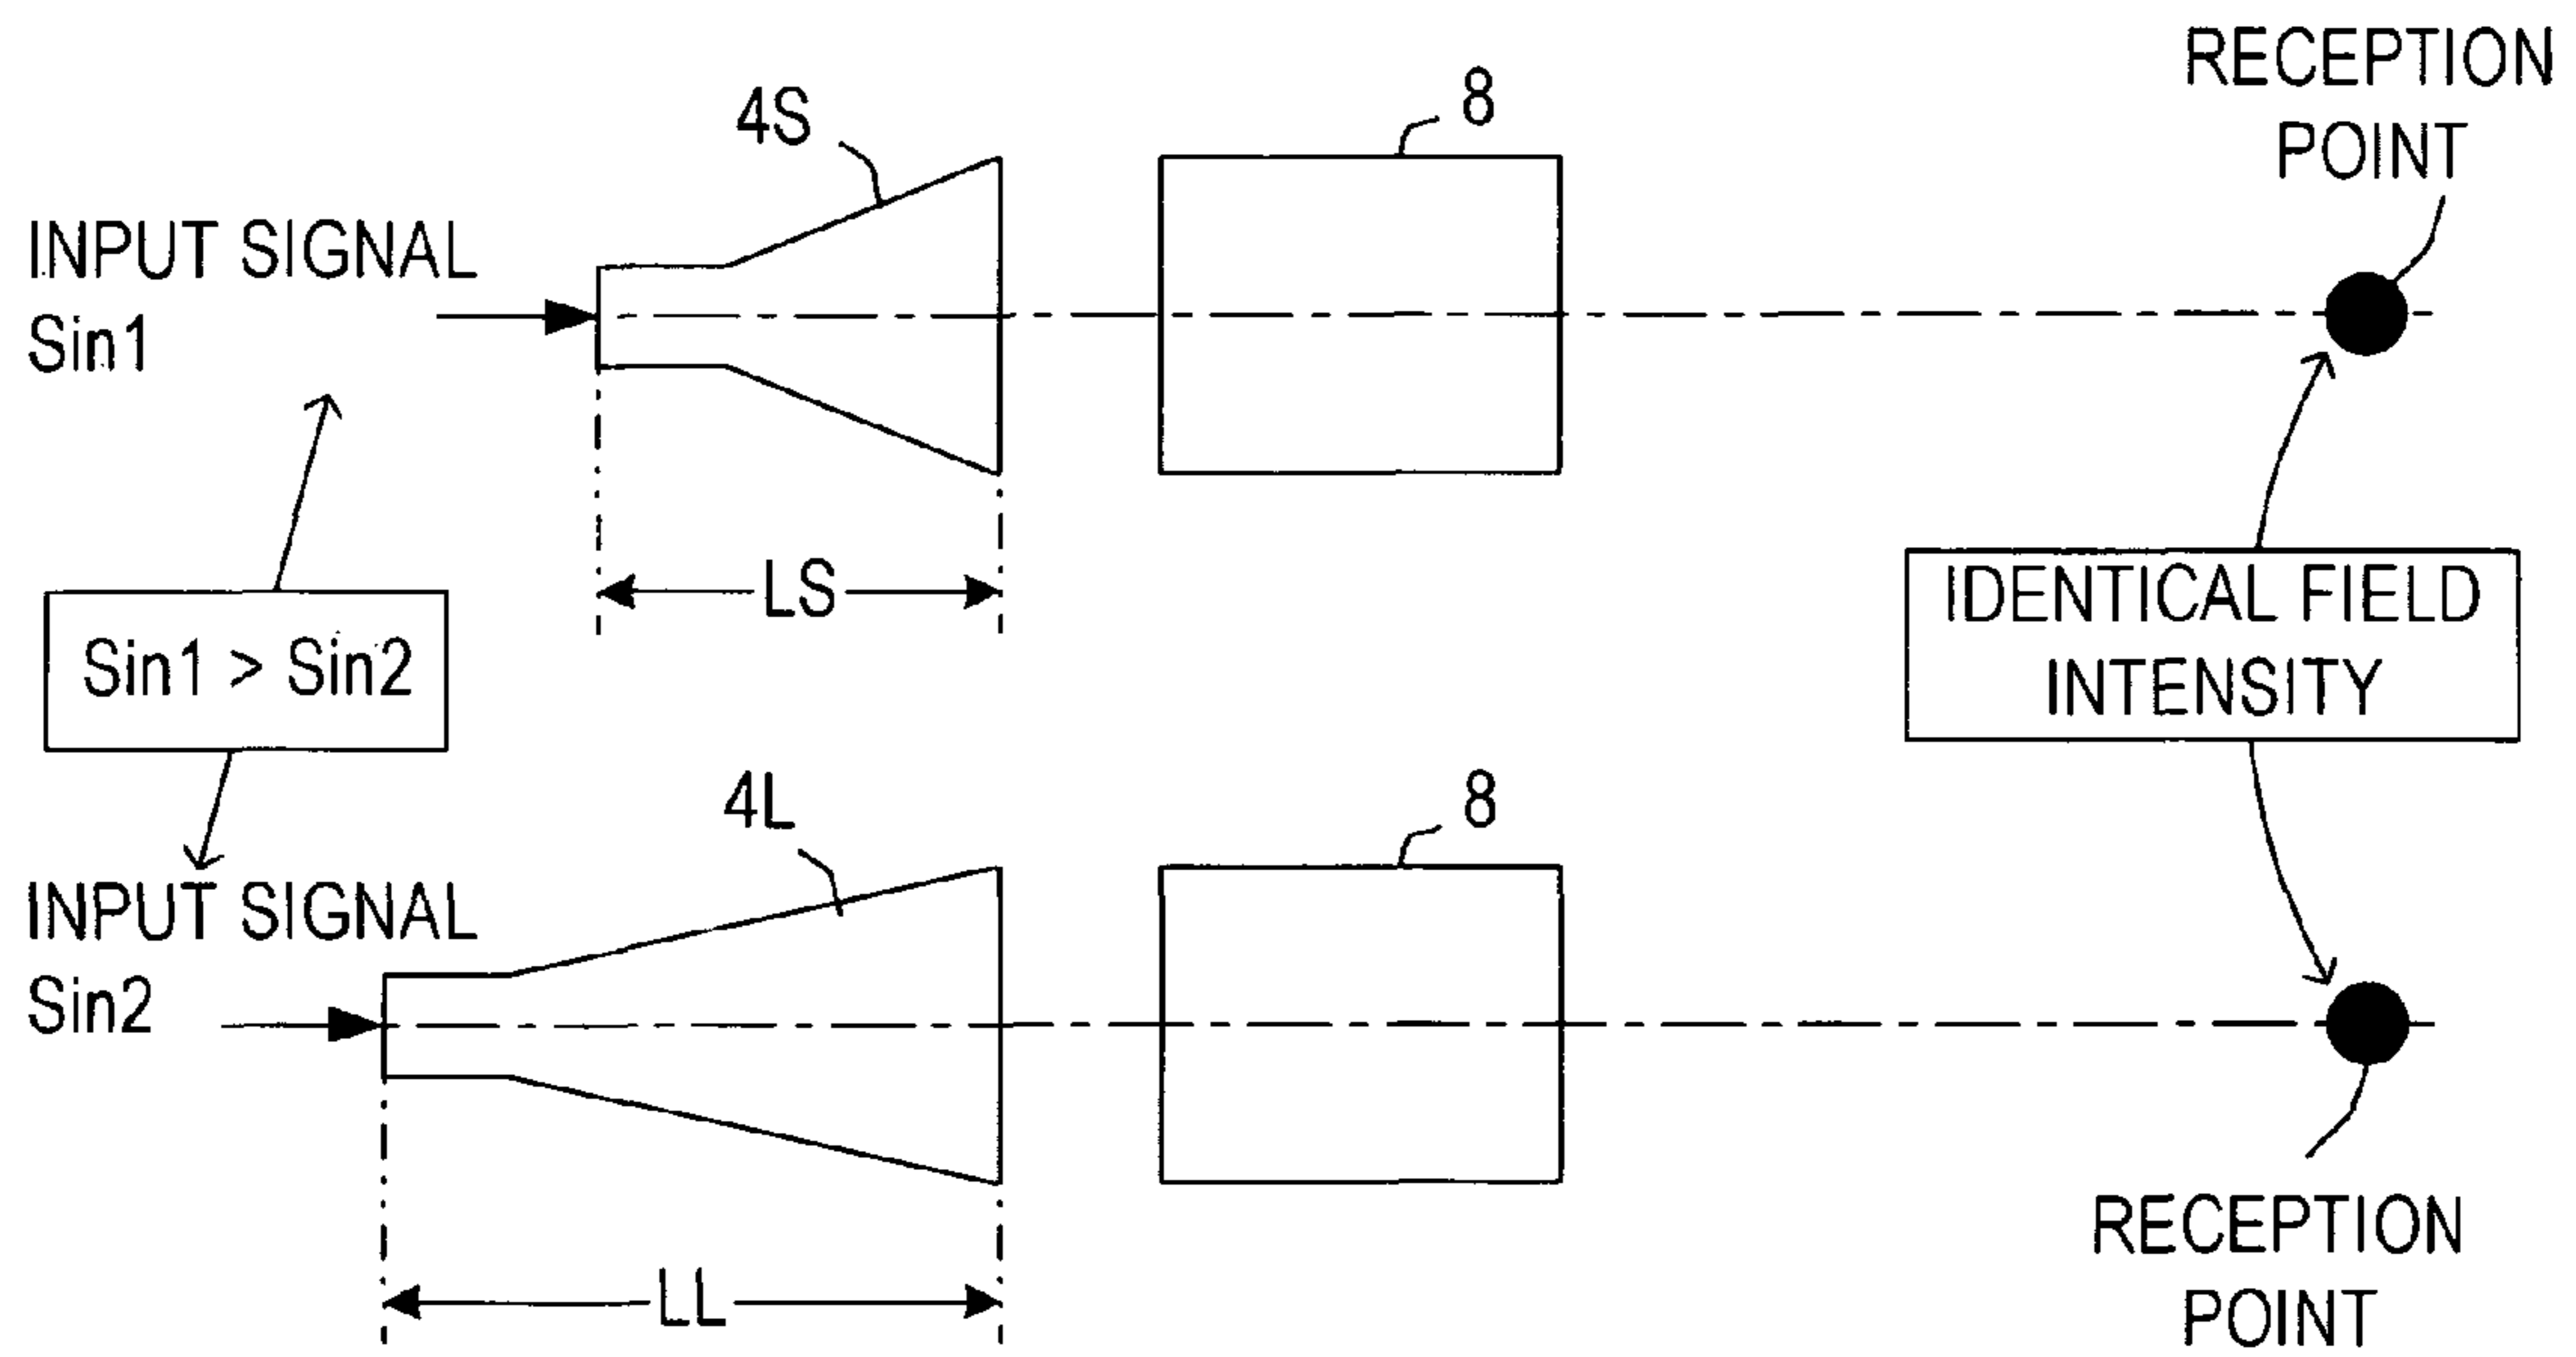 RECEPTION
POINT
4S
8
INPUT SIGNAL
Sin1
LS
IDENTICAL FIELD
INTENSITY
Sin1 > Sin2
4L
8
INPUT SIGNAL
Sin2
LL
RECEPTION
POINT